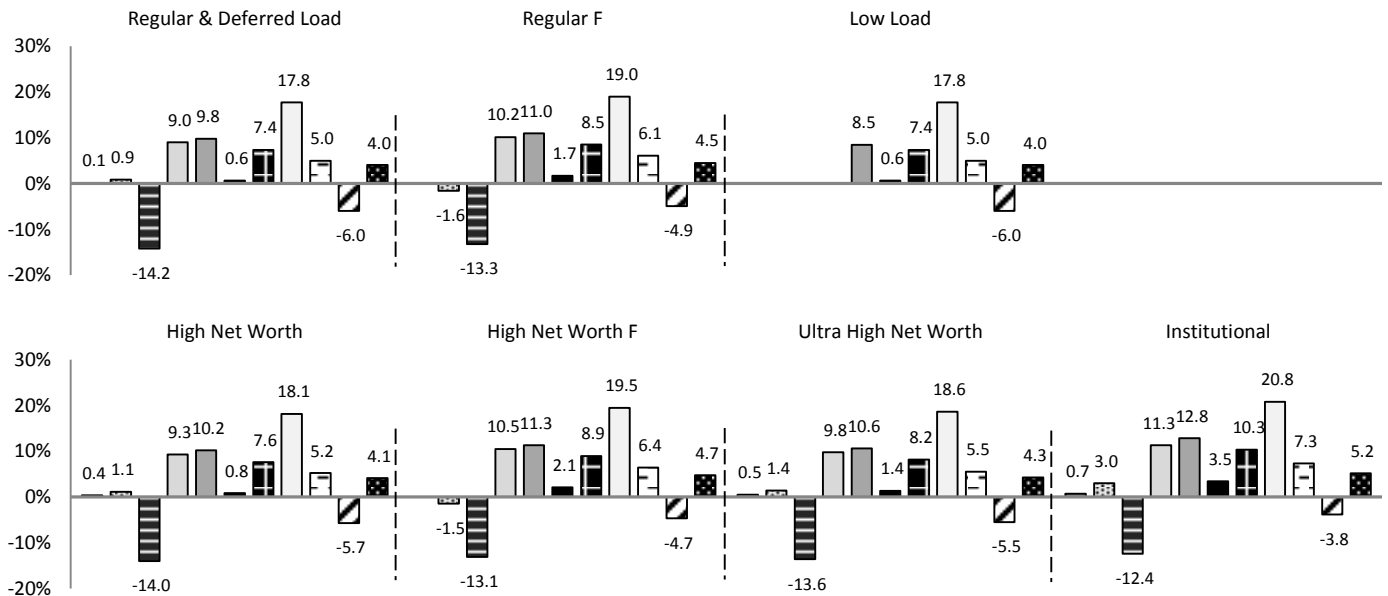 Regular & Deferred Load Regular F Low Load
30%
20%
10%
0%
-10%
-20%
0.1 0.9 -14.2 9.0 9.8 0.6 7.4 17.8 5.0 -6.0 4.0
-1.6 -13.3 10.2 11.0 1.7 8.5 19.0 6.1 -4.9 4.5
8.5 0.6 7.4 17.8 5.0 -6.0 4.0
High Net Worth High Net Worth F Ultra High Net Worth Institutional
30%
20%
10%
0%
-10%
-20%
0.4 1.1 -14.0 9.3 10.2 0.8 7.6 18.1 5.2 -5.7 4.1
-1.5 -13.1 10.5 11.3 2.1 8.9 19.5 6.4 -4.7 4.7
0.5 1.4 -13.6 9.8 10.6 1.4 8.2 18.6 5.5 -5.5 4.3
0.7 3.0 -12.4 11.3 12.8 3.5 10.3 20.8 7.3 -3.8 5.2